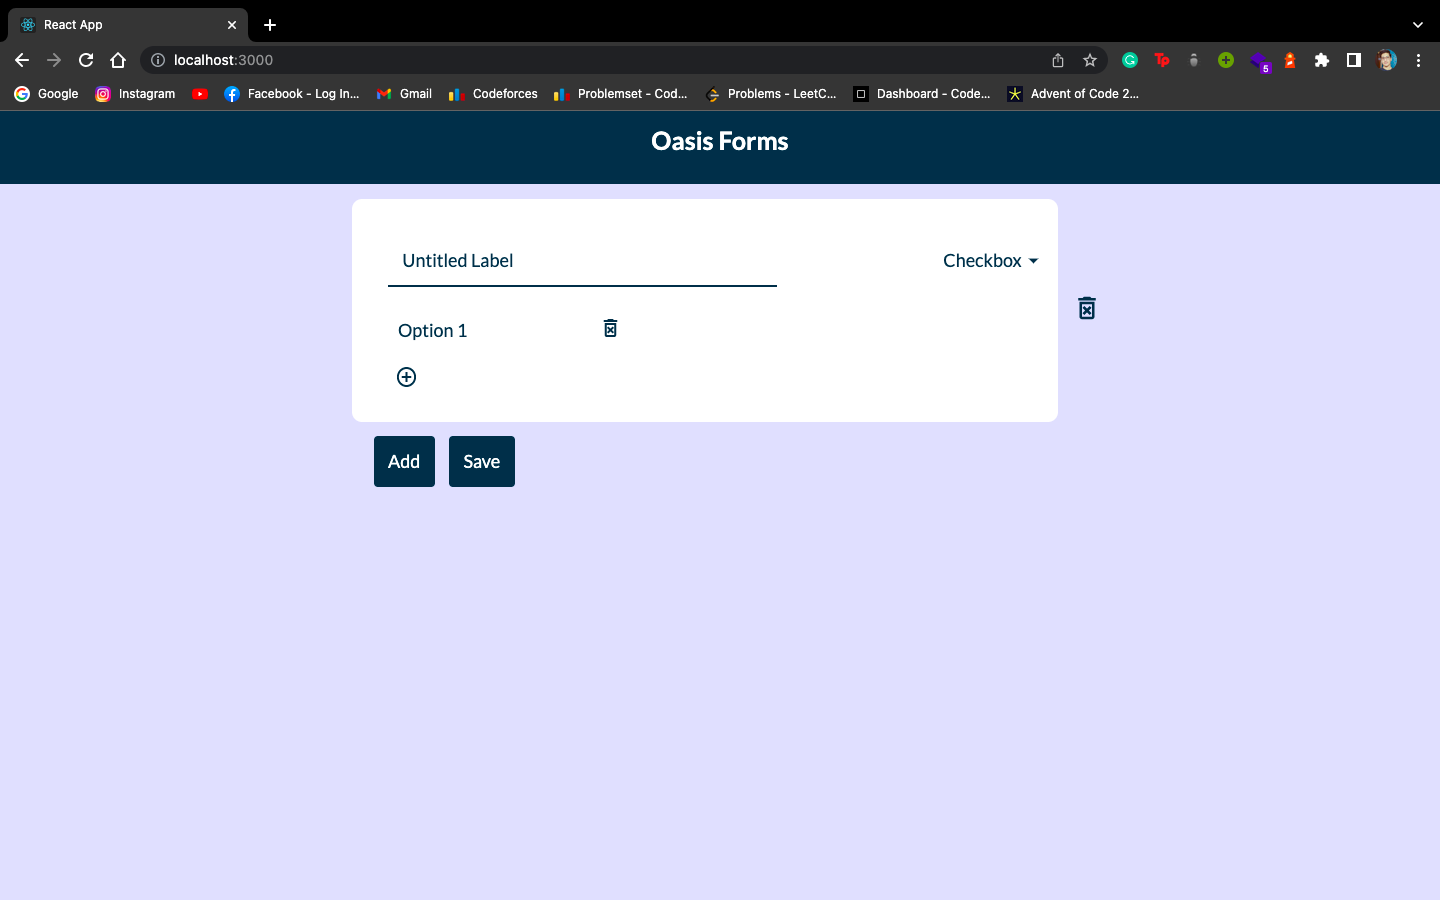 React App
localhost:3000
Tp
5
Google
Instagram
Facebook - Log In...
Gmail
Codeforces
Problemset - Cod...
Problems - LeetC...
Dashboard - Code...
Advent of Code 2...
Oasis Forms
Untitled Label
Checkbox
Option 1
Add
Save